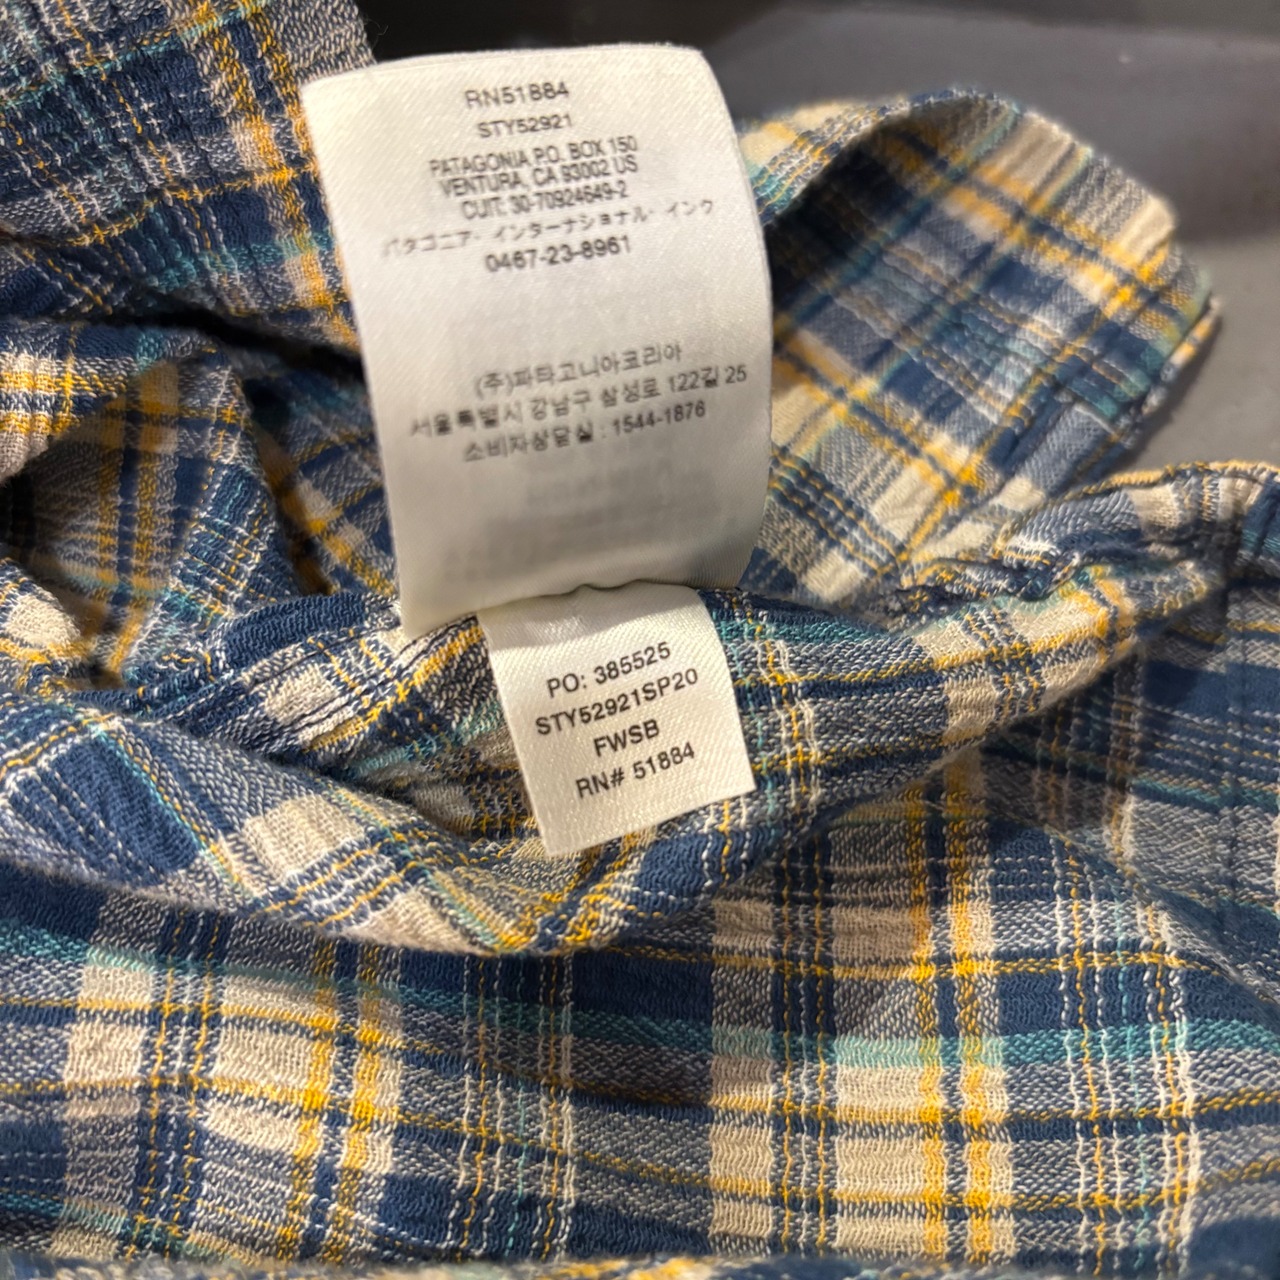 RN51884
STY52921
PATAGONIA P.O. BOX 150
VENTURA, CA 93002 US
CUIT: 30-70924649-2
パタゴニア・インターナショナル・インク
0467-23-8961
(주)파타고니아코리아
서울특별시 강남구 삼성로 122길 25
소비자상담실 : 1544-1876
PO: 385525
STY52921SP20
FWSB
RN# 51884